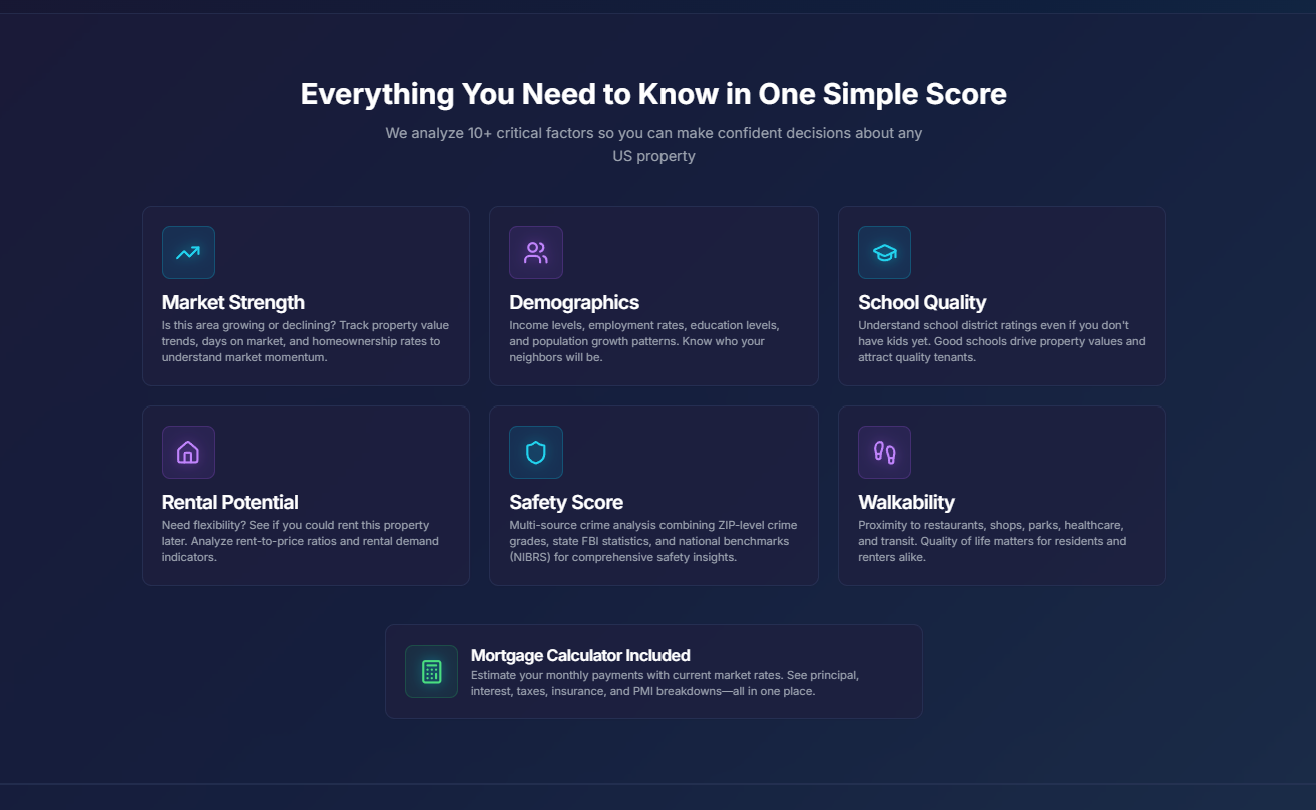 Everything You Need to Know in One Simple Score
We analyze 10+ critical factors so you can make confident decisions about any
US property
Market Strength
Is this area growing or declining? Track property value
trends, days on market, and homeownership rates to
understand market momentum.
Demographics
Income levels, employment rates, education levels,
and population growth patterns. Know who your
neighbors will be.
School Quality
Understand school district ratings even if you don't
have kids yet. Good schools drive property values and
attract quality tenants.
Rental Potential
Need flexibility? See if you could rent this property
later. Analyze rent-to-price ratios and rental demand
indicators.
Safety Score
Multi-source crime analysis combining ZIP-level crime
grades, state FBI statistics, and national benchmarks
(NIBRS) for comprehensive safety insights.
Walkability
Proximity to restaurants, shops, parks, healthcare,
and transit. Quality of life matters for residents and
renters alike.
Mortgage Calculator Included
Estimate your monthly payments with current market rates. See principal,
interest, taxes, insurance, and PMI breakdowns—all in one place.